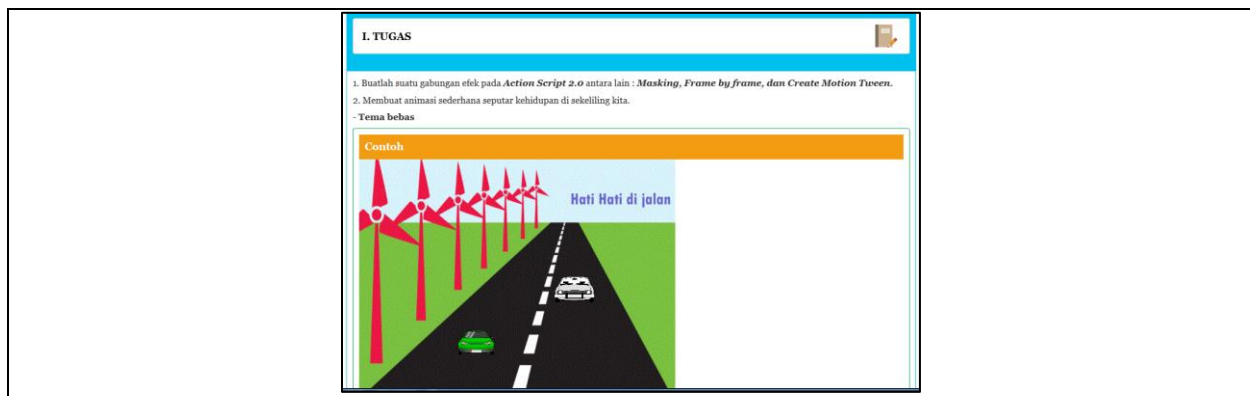 I. TUGAS
1. Buatlah suatu gabungan efek pada Action Script 2.0 antara lain : Masking, Frame by frame, dan Create Motion Tween.
2. Membuat animasi sederhana seputar kehidupan di sekeliling kita.
- Tema bebas
Contoh
Hati Hati di jalan